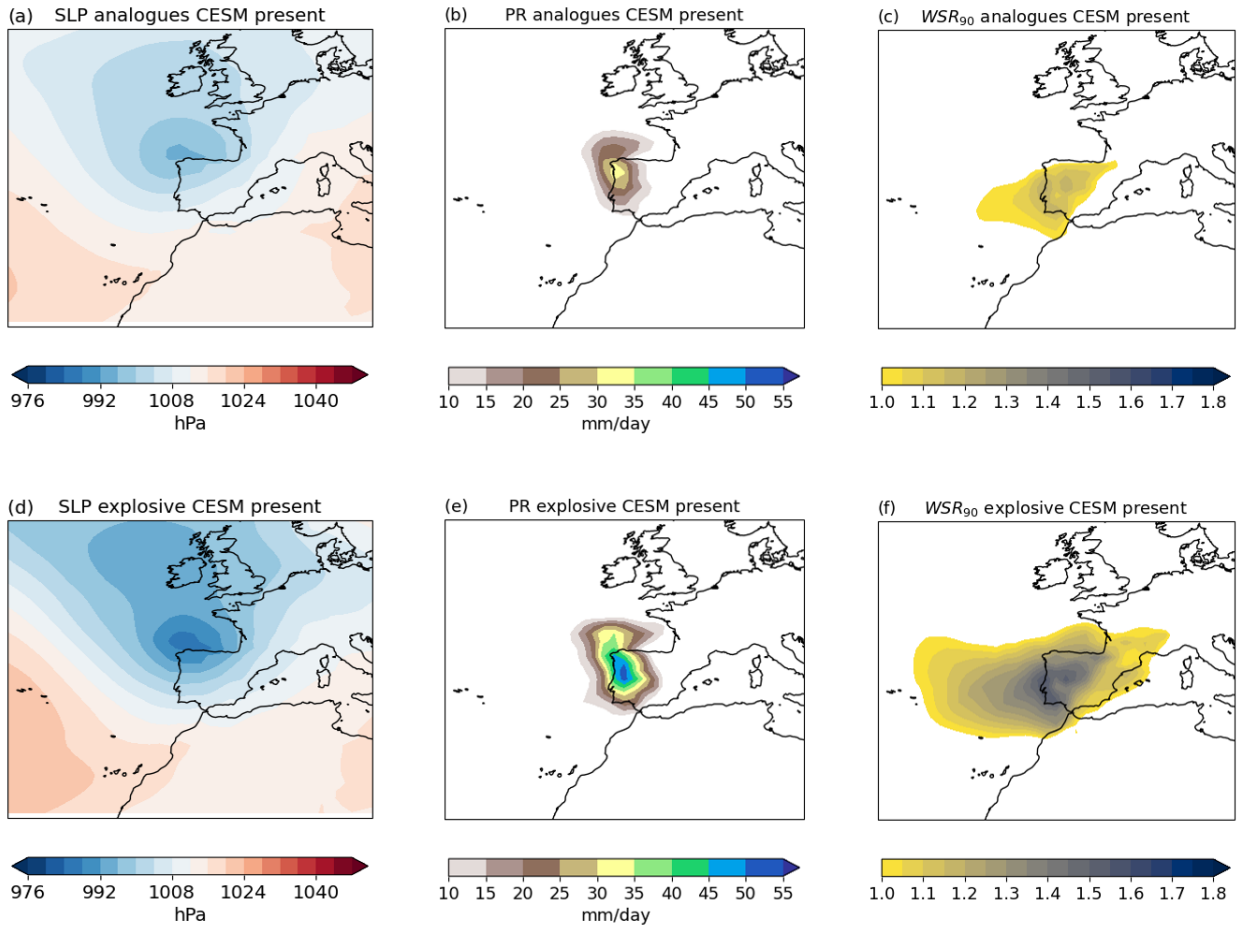 (a) SLP analogues CESM present
(b) PR analogues CESM present
(c) WSR₉₀ analogues CESM present
976 992 1008 1024 1040
hPa
10 15 20 25 30 35 40 45 50 55
mm/day
1.0 1.1 1.2 1.3 1.4 1.5 1.6 1.7 1.8
(d) SLP explosive CESM present
(e) PR explosive CESM present
(f) WSR₉₀ explosive CESM present
976 992 1008 1024 1040
hPa
10 15 20 25 30 35 40 45 50 55
mm/day
1.0 1.1 1.2 1.3 1.4 1.5 1.6 1.7 1.8